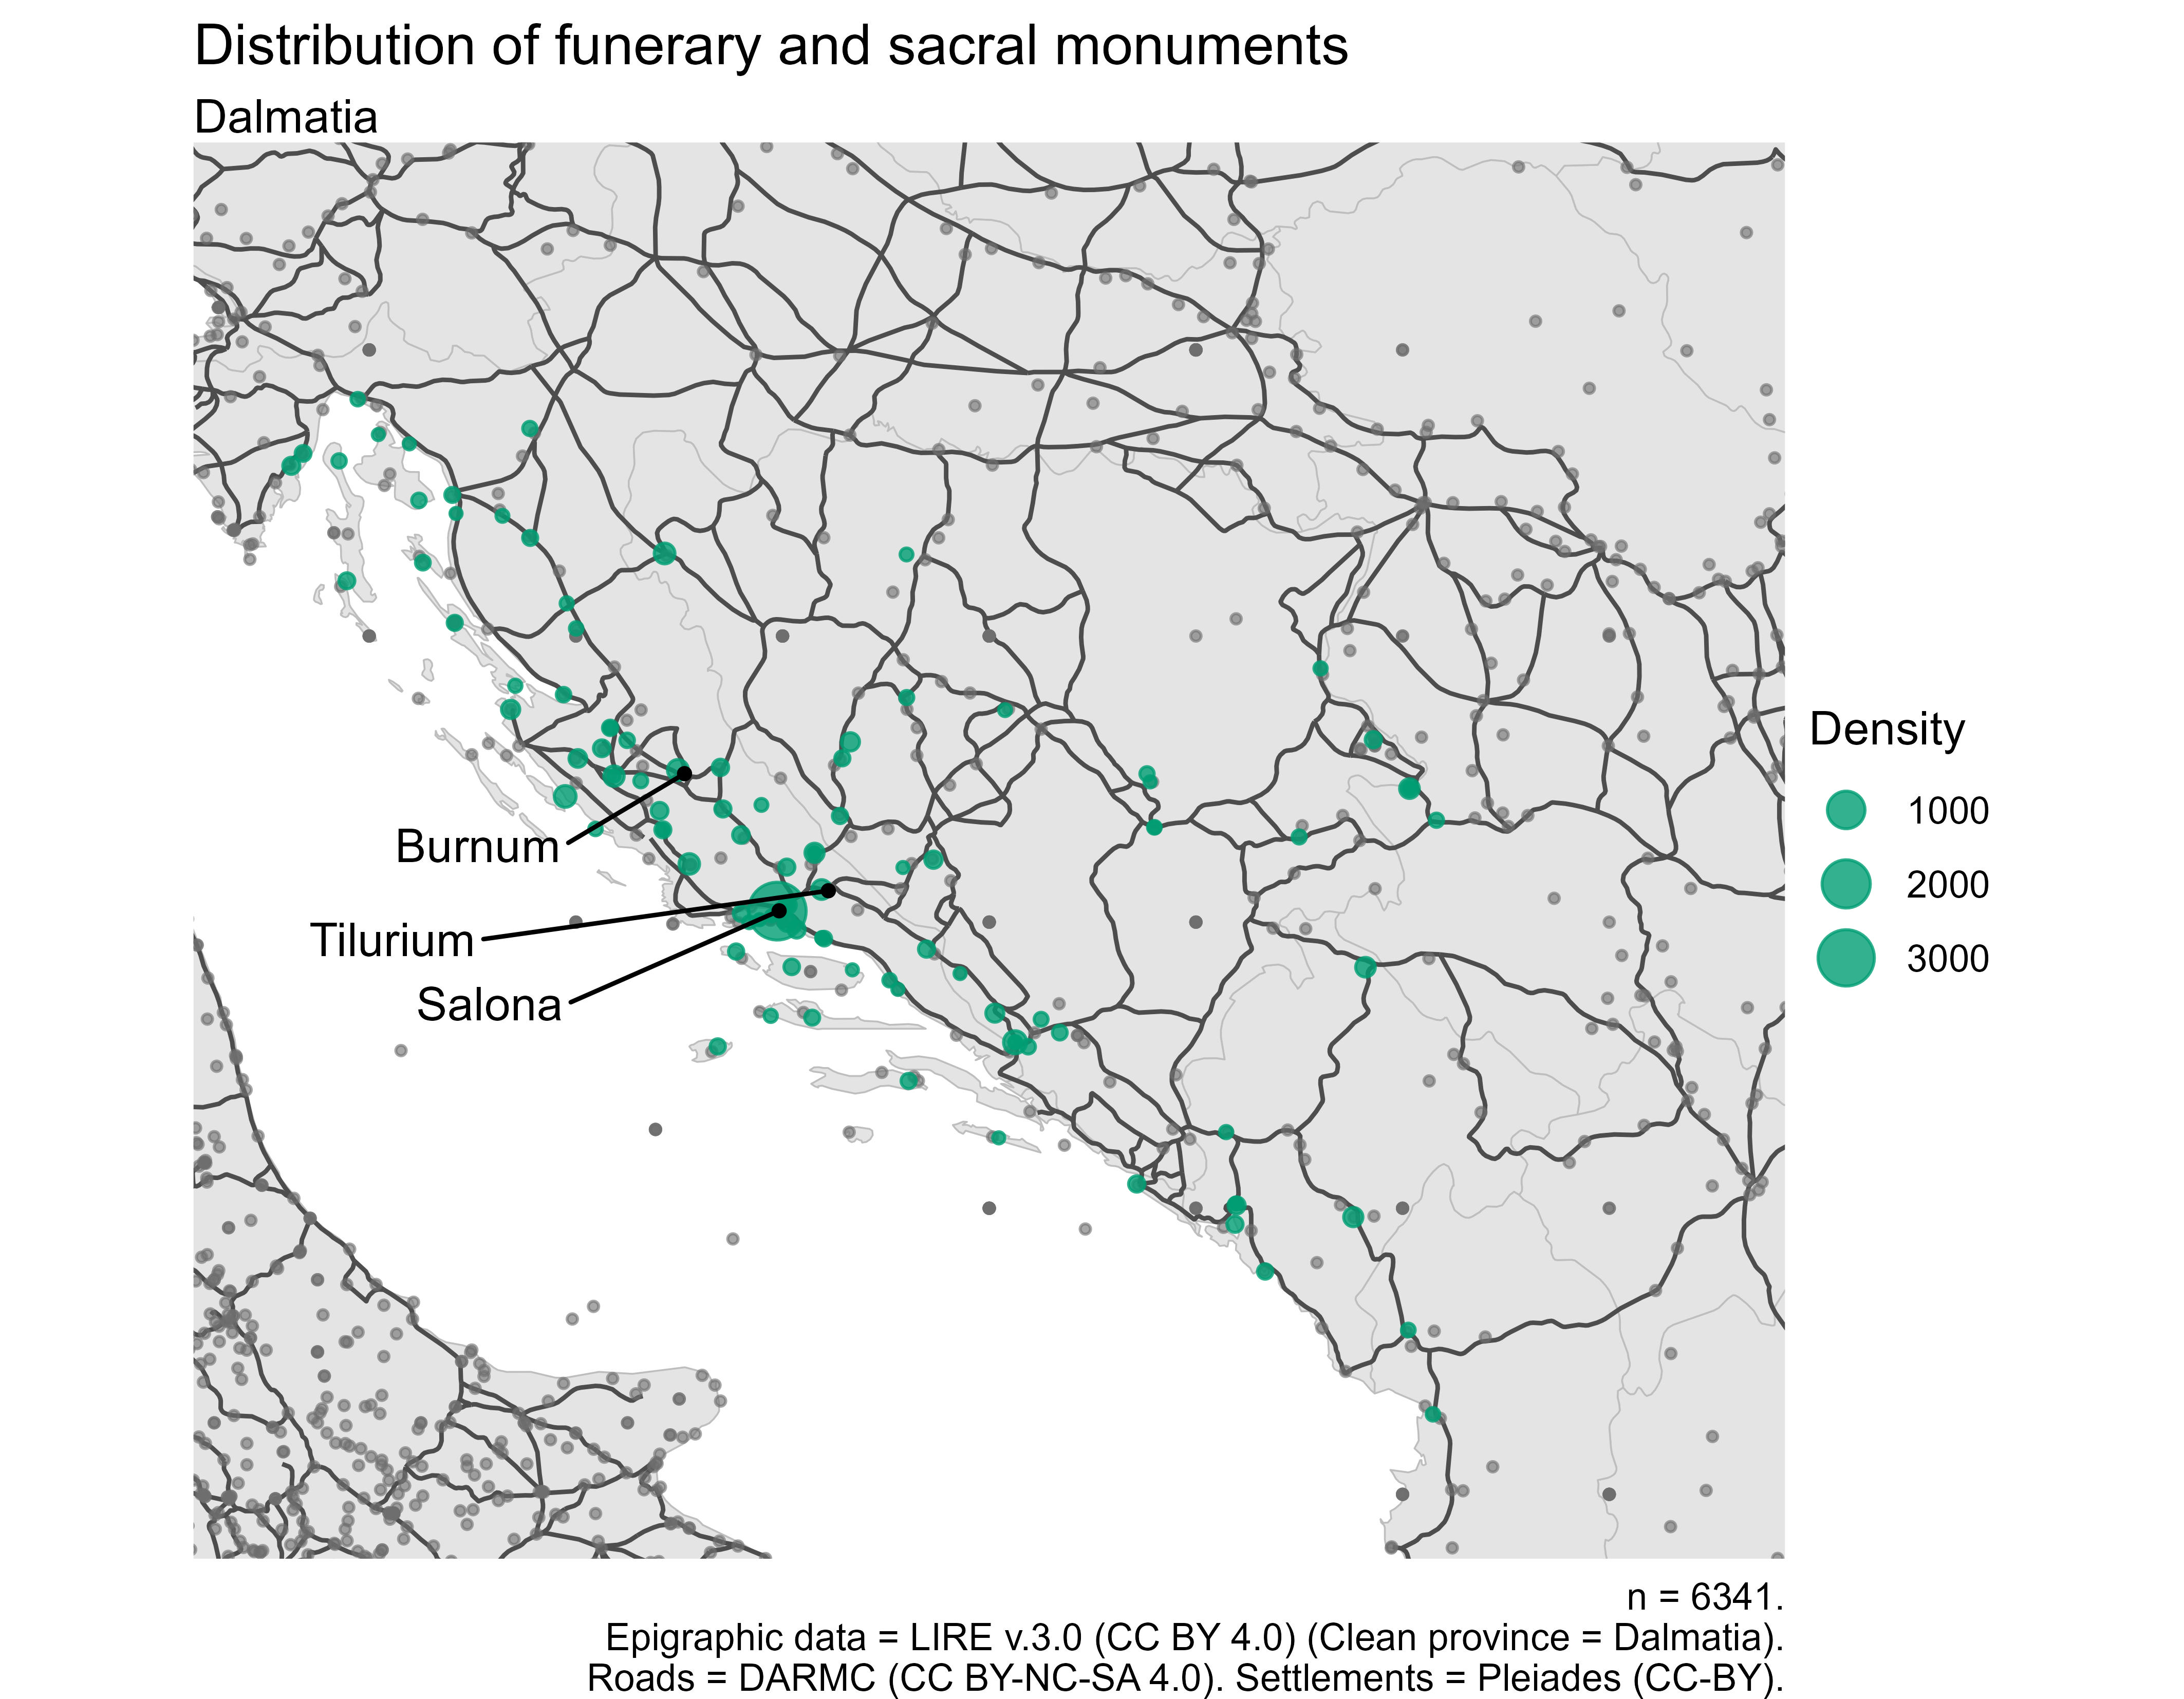 Distribution of funerary and sacral monuments
Dalmatia
Burnum
Tilurium
Salona
Density
1000
2000
3000
n = 6341.
Epigraphic data = LIRE v.3.0 (CC BY 4.0) (Clean province = Dalmatia).
Roads = DARMC (CC BY-NC-SA 4.0). Settlements = Pleiades (CC-BY).